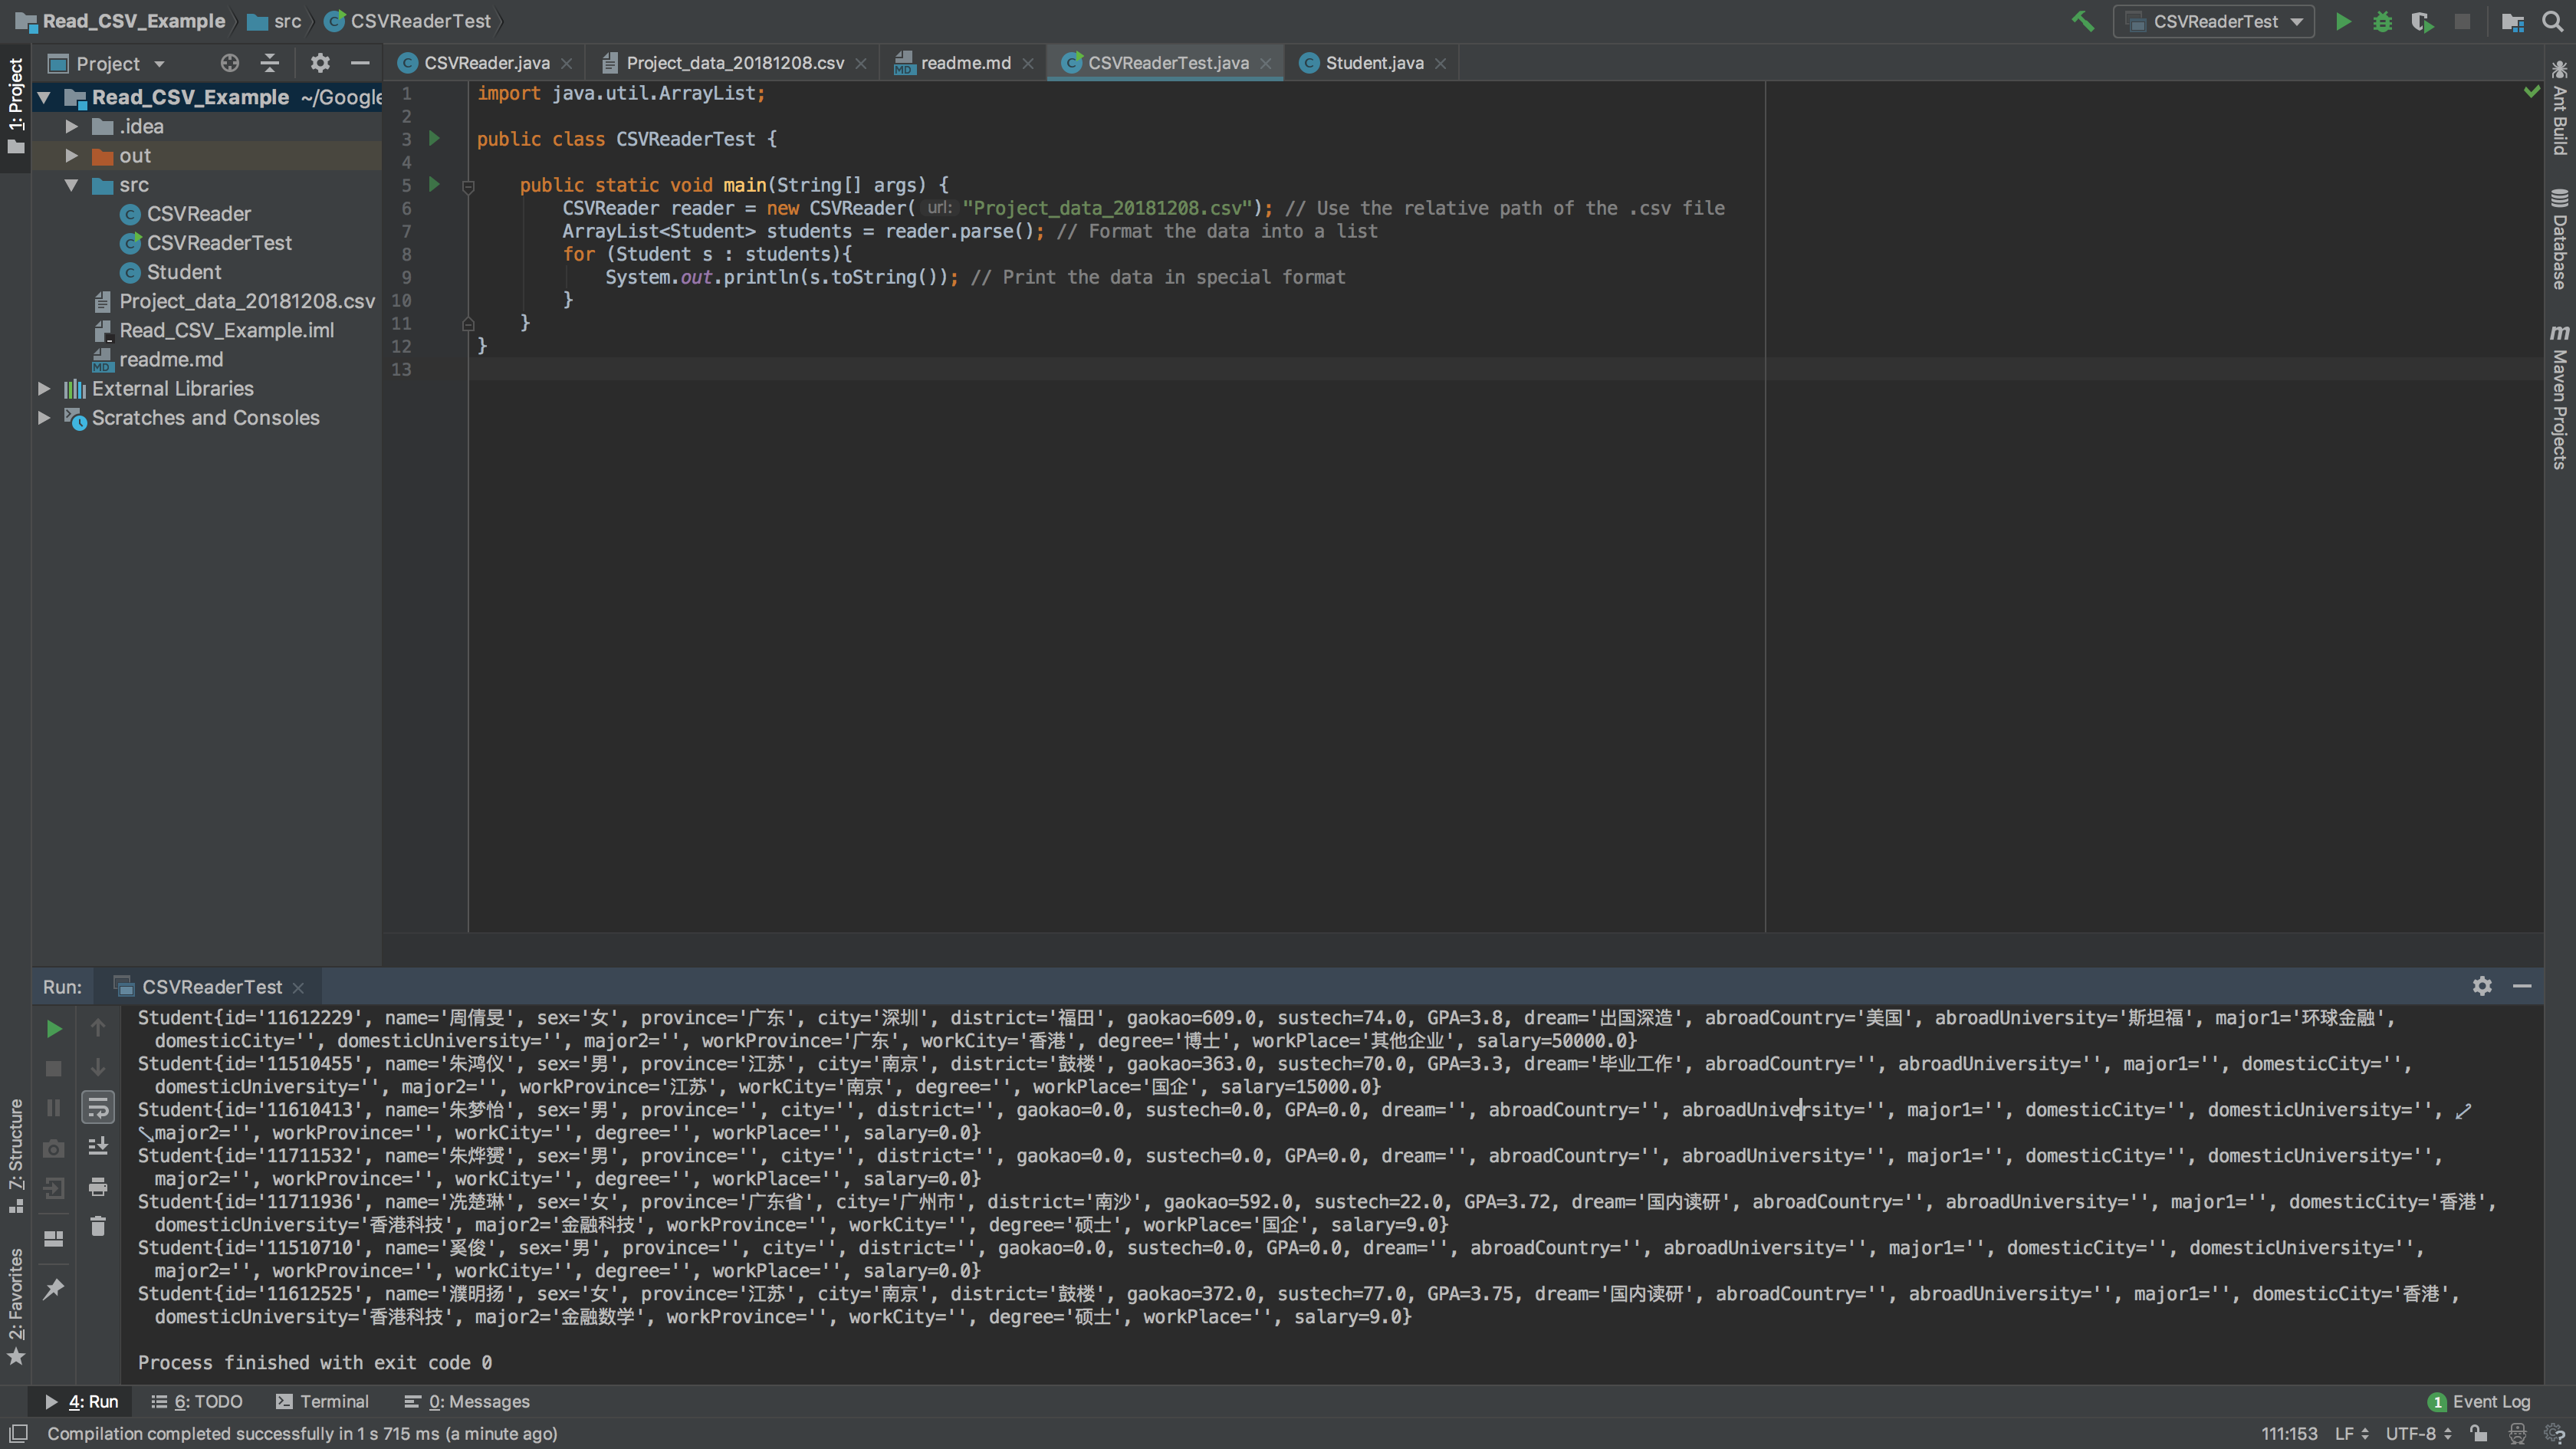 Read_CSV_Example
src
CSVReaderTest
CSVReaderTest
1: Project
Project
CSVReader.java
Project_data_20181208.csv
readme.md
CSVReaderTest.java
Student.java
Read_CSV_Example ~/Google
.idea
out
src
CSVReader
CSVReaderTest
Student
Project_data_20181208.csv
Read_CSV_Example.iml
readme.md
External Libraries
Scratches and Consoles
1 import java.util.ArrayList;
2
3 public class CSVReaderTest {
4
5 public static void main(String[] args) {
6 CSVReader reader = new CSVReader( url: "Project_data_20181208.csv"); // Use the relative path of the .csv file
7 ArrayList<Student> students = reader.parse(); // Format the data into a list
8 for (Student s : students){
9 System.out.println(s.toString()); // Print the data in special format
10 }
11 }
12 }
13
Ant Build
Database
Maven Projects
Z: Structure
2: Favorites
Run: CSVReaderTest
Student{id='11612229', name='周倩旻', sex='女', province='广东', city='深圳', district='福田', gaokao=609.0, sustech=74.0, GPA=3.8, dream='出国深造', abroadCountry='美国', abroadUniversity='斯坦福', major1='环球金融',
domesticCity='', domesticUniversity='', major2='', workProvince='广东', workCity='香港', degree='博士', workPlace='其他企业', salary=50000.0}
Student{id='11510455', name='朱鸿仪', sex='男', province='江苏', city='南京', district='鼓楼', gaokao=363.0, sustech=70.0, GPA=3.3, dream='毕业工作', abroadCountry='', abroadUniversity='', major1='', domesticCity='',
domesticUniversity='', major2='', workProvince='江苏', workCity='南京', degree='', workPlace='国企', salary=15000.0}
Student{id='11610413', name='朱梦怡', sex='男', province='', city='', district='', gaokao=0.0, sustech=0.0, GPA=0.0, dream='', abroadCountry='', abroadUniversity='', major1='', domesticCity='', domesticUniversity='',
major2='', workProvince='', workCity='', degree='', workPlace='', salary=0.0}
Student{id='11711532', name='朱烨赟', sex='男', province='', city='', district='', gaokao=0.0, sustech=0.0, GPA=0.0, dream='', abroadCountry='', abroadUniversity='', major1='', domesticCity='', domesticUniversity='',
major2='', workProvince='', workCity='', degree='', workPlace='', salary=0.0}
Student{id='11711936', name='冼楚琳', sex='女', province='广东省', city='广州市', district='南沙', gaokao=592.0, sustech=22.0, GPA=3.72, dream='国内读研', abroadCountry='', abroadUniversity='', major1='', domesticCity='香港',
domesticUniversity='香港科技', major2='金融科技', workProvince='', workCity='', degree='硕士', workPlace='国企', salary=9.0}
Student{id='11510710', name='奚俊', sex='男', province='', city='', district='', gaokao=0.0, sustech=0.0, GPA=0.0, dream='', abroadCountry='', abroadUniversity='', major1='', domesticCity='', domesticUniversity='',
major2='', workProvince='', workCity='', degree='', workPlace='', salary=0.0}
Student{id='11612525', name='濮明扬', sex='女', province='江苏', city='南京', district='鼓楼', gaokao=372.0, sustech=77.0, GPA=3.75, dream='国内读研', abroadCountry='', abroadUniversity='', major1='', domesticCity='香港',
domesticUniversity='香港科技', major2='金融数学', workProvince='', workCity='', degree='硕士', workPlace='', salary=9.0}
Process finished with exit code 0
4: Run
6: TODO
Terminal
0: Messages
1 Event Log
Compilation completed successfully in 1 s 715 ms (a minute ago)
111:153 LF UTF-8